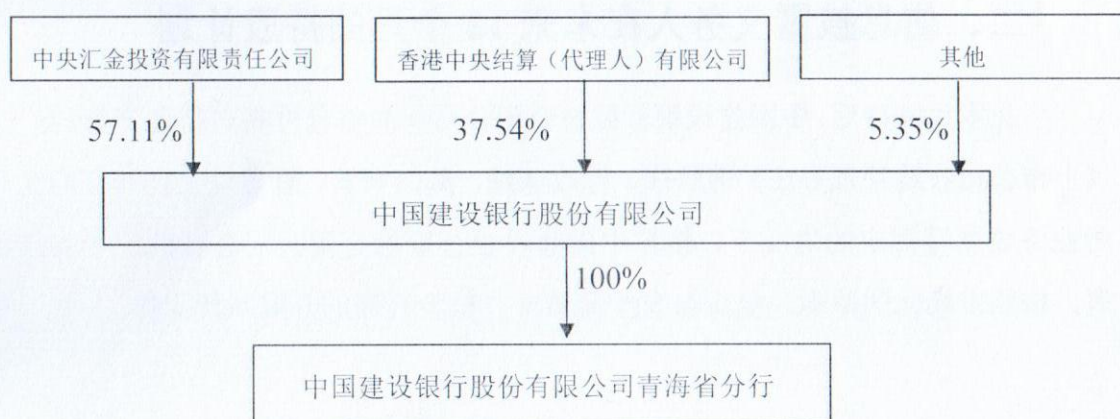 中央汇金投资有限责任公司
香港中央结算（代理人）有限公司
其他
57.11%
37.54%
5.35%
中国建设银行股份有限公司
100%
中国建设银行股份有限公司青海省分行